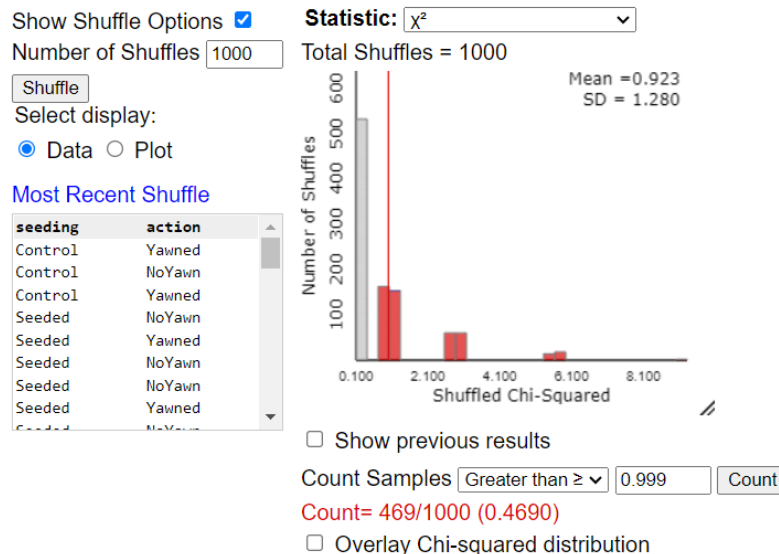 Show Shuffle Options
Number of Shuffles 1000
Shuffle
Select display:
Data Plot
Most Recent Shuffle
seeding action
Control Yawned
Control NoYawn
Control Yawned
Seeded NoYawn
Seeded Yawned
Seeded NoYawn
Seeded NoYawn
Seeded Yawned
Statistic: χ²
Total Shuffles = 1000
Mean =0.923
SD = 1.280
Number of Shuffles
600
500
400
300
200
100
0.100 2.100 4.100 6.100 8.100
Shuffled Chi-Squared
Show previous results
Count Samples Greater than ≥ 0.999 Count
Count= 469/1000 (0.4690)
Overlay Chi-squared distribution